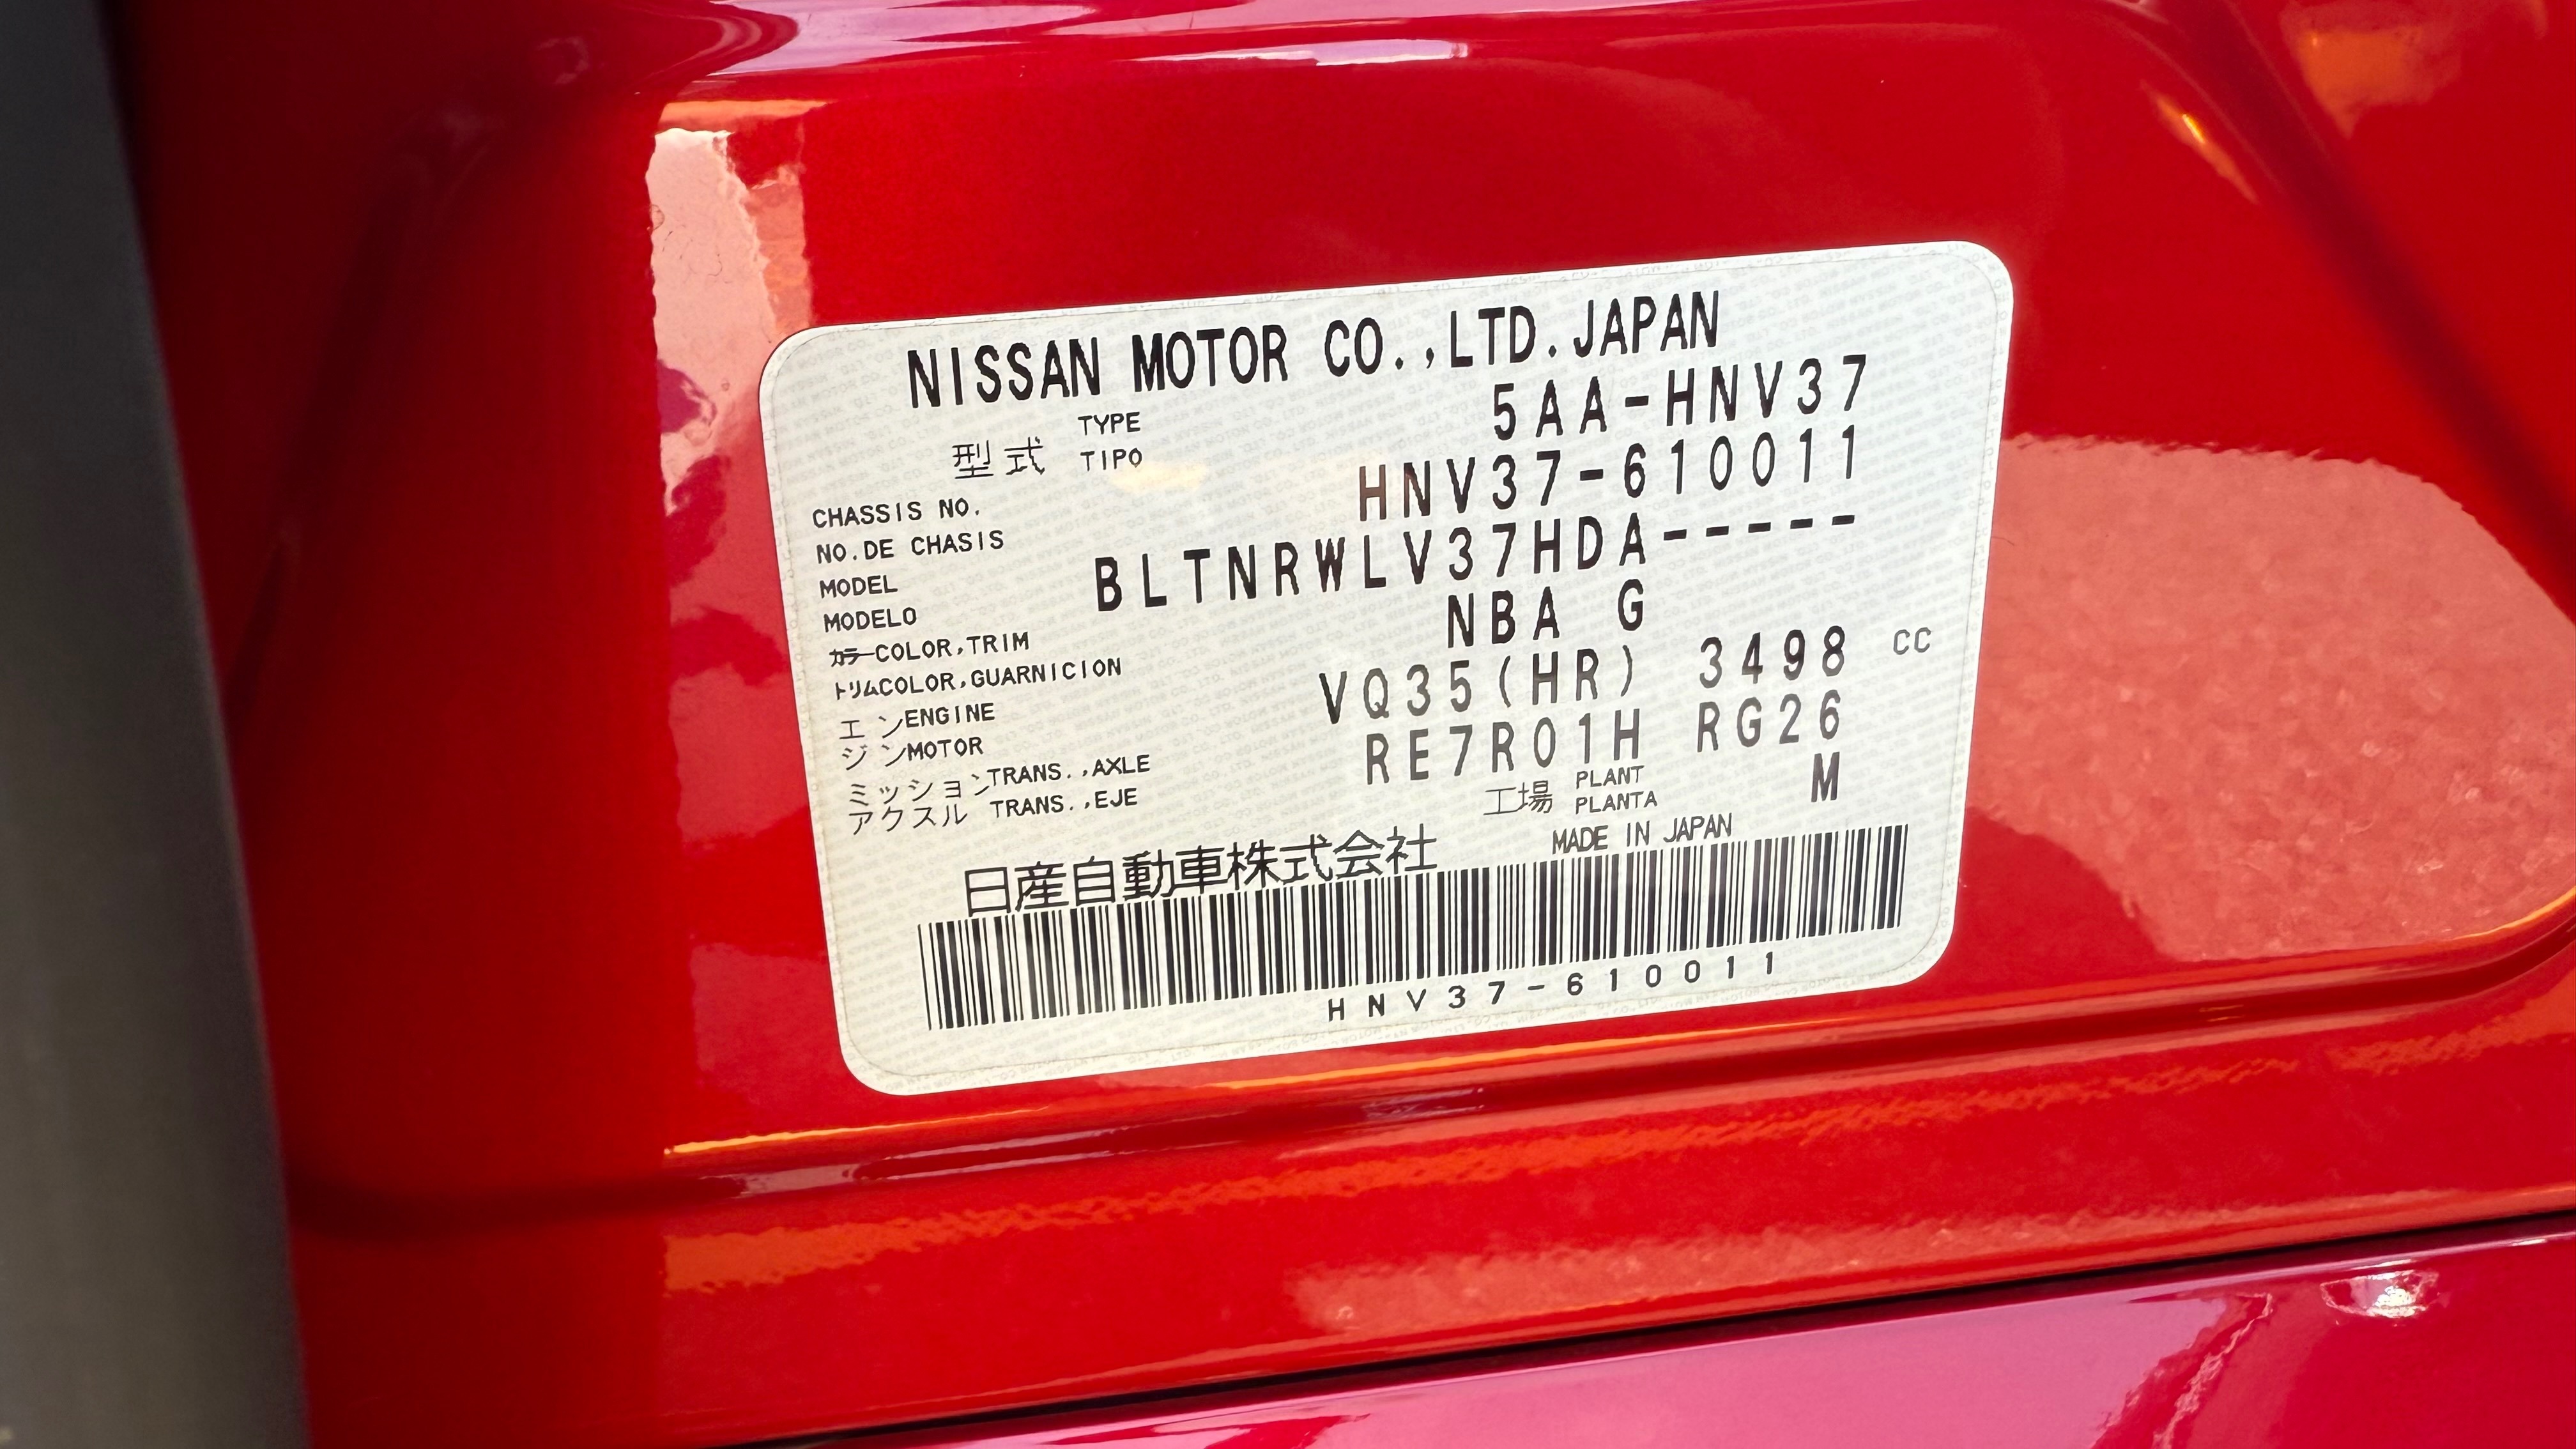 NISSAN MOTOR CO.,LTD.JAPAN
型式 TYPE 5AA-HNV37
TIPO
CHASSIS NO. HNV37-610011
NO.DE CHASIS
MODEL BLTNRWLV37HDA-----
MODELO
カラーCOLOR,TRIM NBA G
トリムCOLOR,GUARNICION
エンENGINE VQ35(HR) 3498 CC
ジンMOTOR
ミッションTRANS.,AXLE RE7R01H RG26
アクスル TRANS.,EJE
工場 PLANT M
PLANTA
日産自動車株式会社 MADE IN JAPAN
HNV37-610011